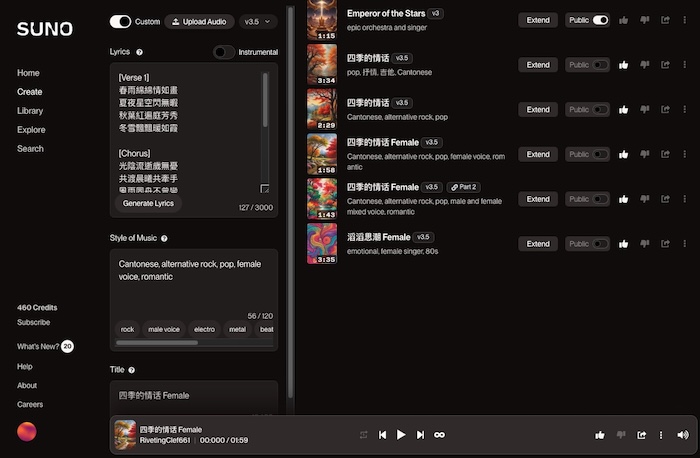 SUNO
Home
Create
Library
Explore
Search
460 Credits
Subscribe
What's New? 20
Help
About
Careers
Custom
Upload Audio
v3.5
Lyrics
Instrumental
[Verse 1]
春雨綿綿情如畫
夏夜星空閃無暇
秋葉紅遍庭芳秀
冬雪飄飄暖如霞
[Chorus]
光陰流逝歲無憂
共渡晨曦共牽手
Generate Lyrics
127 / 3000
Style of Music
Cantonese, alternative rock, pop, female
voice, romantic
56 / 120
rock male voice electro metal beat
Title
四季的情话 Female
1:15
Emperor of the Stars v3
epic orchestra and singer
Extend Public
3:34
四季的情话 v3.5
pop, 抒情, 吉他, Cantonese
Extend Public
2:29
四季的情话 v3.5
Cantonese, alternative rock, pop
Extend Public
1:58
四季的情话 Female v3.5
Cantonese, alternative rock, pop, female voice, rom
antic
Extend Public
1:43
四季的情话 Female v3.5 Part 2
Cantonese, alternative rock, pop, male and female
mixed voice, romantic
Extend Public
3:35
滔滔思潮 Female v3.5
emotional, female singer, 80s
Extend Public
四季的情话 Female
RivetingClef661 00:000 / 01:59